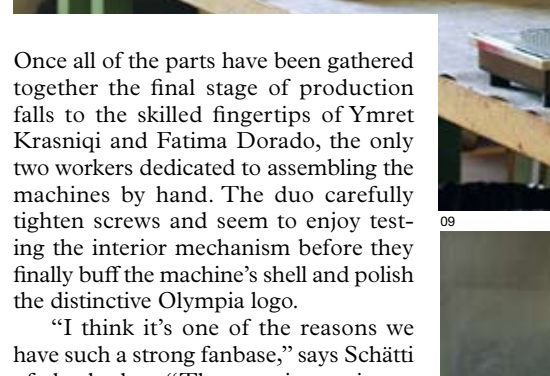 Once all of the parts have been gathered
together the final stage of production
falls to the skilled fingertips of Ymret
Krasniqi and Fatima Dorado, the only
two workers dedicated to assembling the
machines by hand. The duo carefully
tighten screws and seem to enjoy test-
ing the interior mechanism before they
finally buff the machine’s shell and polish
the distinctive Olympia logo.
“I think it’s one of the reasons we
have such a strong fanbase,” says Schätti
09